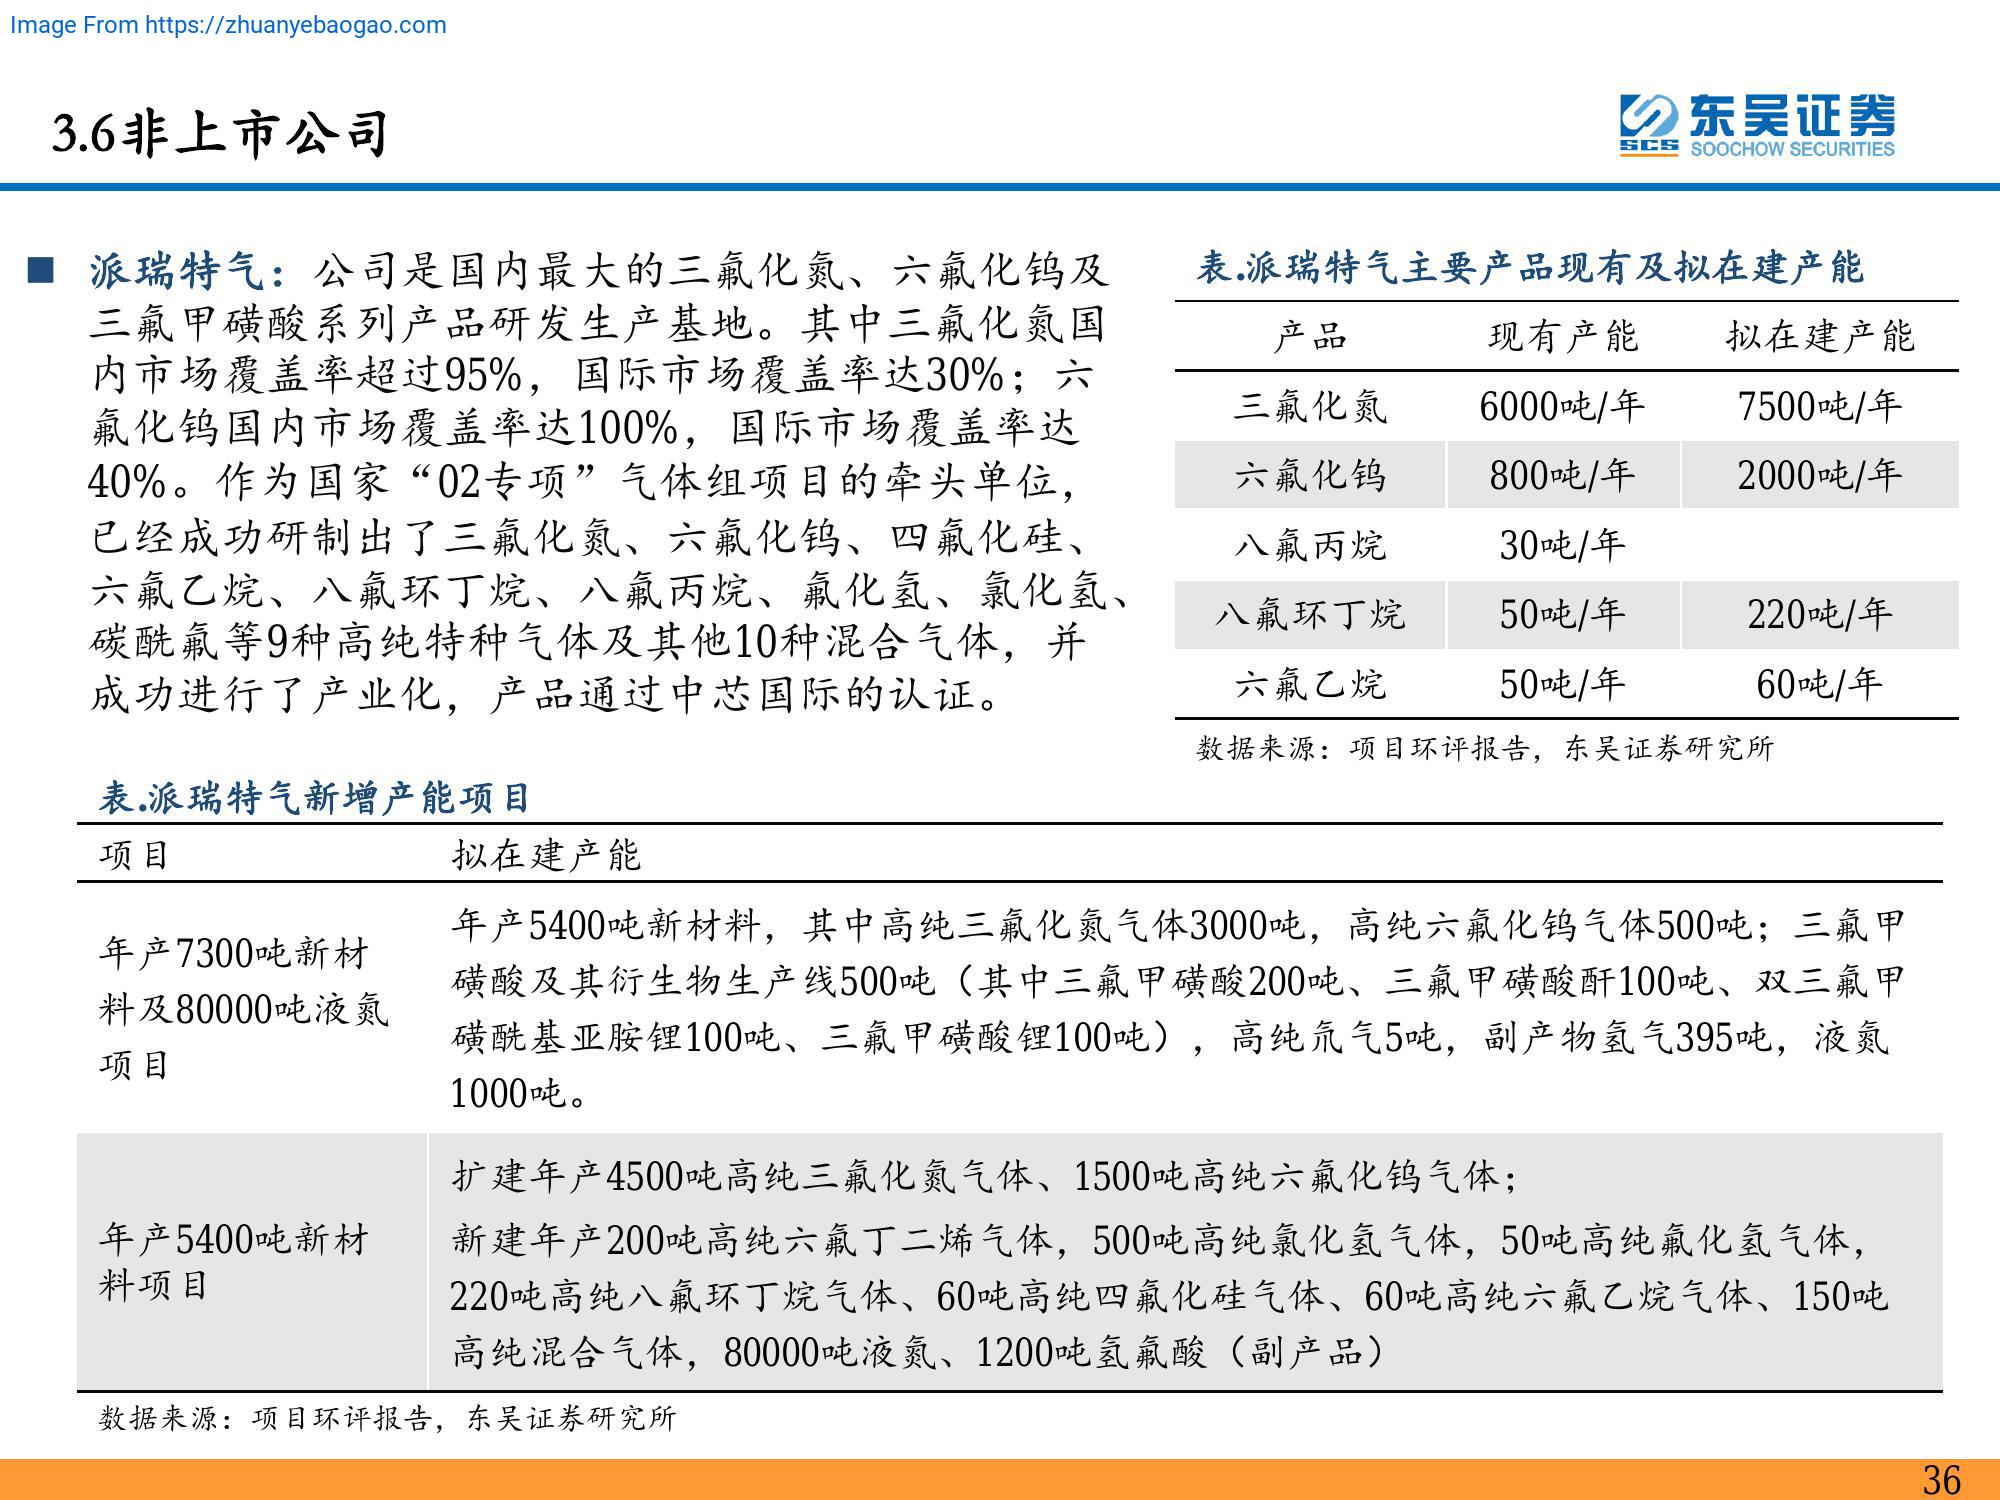 Image From https://zhuanyebaogao.com
3.6非上市公司
东吴证券
SCS
SOOCHOW SECURITIES
■ 派瑞特气：公司是国内最大的三氟化氮、六氟化钨及
三氟甲磺酸系列产品研发生产基地。其中三氟化氮国
内市场覆盖率超过95%，国际市场覆盖率达30%；六
氟化钨国内市场覆盖率达100%，国际市场覆盖率达
40%。作为国家“02专项”气体组项目的牵头单位，
已经成功研制出了三氟化氮、六氟化钨、四氟化硅、
六氟乙烷、八氟环丁烷、八氟丙烷、氟化氢、氯化氢、
碳酰氟等9种高纯特种气体及其他10种混合气体，并
成功进行了产业化，产品通过中芯国际的认证。
表.派瑞特气主要产品现有及拟在建产能
产品 现有产能 拟在建产能
三氟化氮 6000吨/年 7500吨/年
六氟化钨 800吨/年 2000吨/年
八氟丙烷 30吨/年
八氟环丁烷 50吨/年 220吨/年
六氟乙烷 50吨/年 60吨/年
数据来源：项目环评报告，东吴证券研究所
表.派瑞特气新增产能项目
项目 拟在建产能
年产7300吨新材
料及80000吨液氮
项目
年产5400吨新材料，其中高纯三氟化氮气体3000吨，高纯六氟化钨气体500吨；三氟甲
磺酸及其衍生物生产线500吨（其中三氟甲磺酸200吨、三氟甲磺酸酐100吨、双三氟甲
磺酰基亚胺锂100吨、三氟甲磺酸锂100吨），高纯氘气5吨，副产物氢气395吨，液氮
1000吨。
年产5400吨新材
料项目
扩建年产4500吨高纯三氟化氮气体、1500吨高纯六氟化钨气体；
新建年产200吨高纯六氟丁二烯气体，500吨高纯氯化氢气体，50吨高纯氟化氢气体，
220吨高纯八氟环丁烷气体、60吨高纯四氟化硅气体、60吨高纯六氟乙烷气体、150吨
高纯混合气体，80000吨液氮、1200吨氢氟酸（副产品）
数据来源：项目环评报告，东吴证券研究所
36